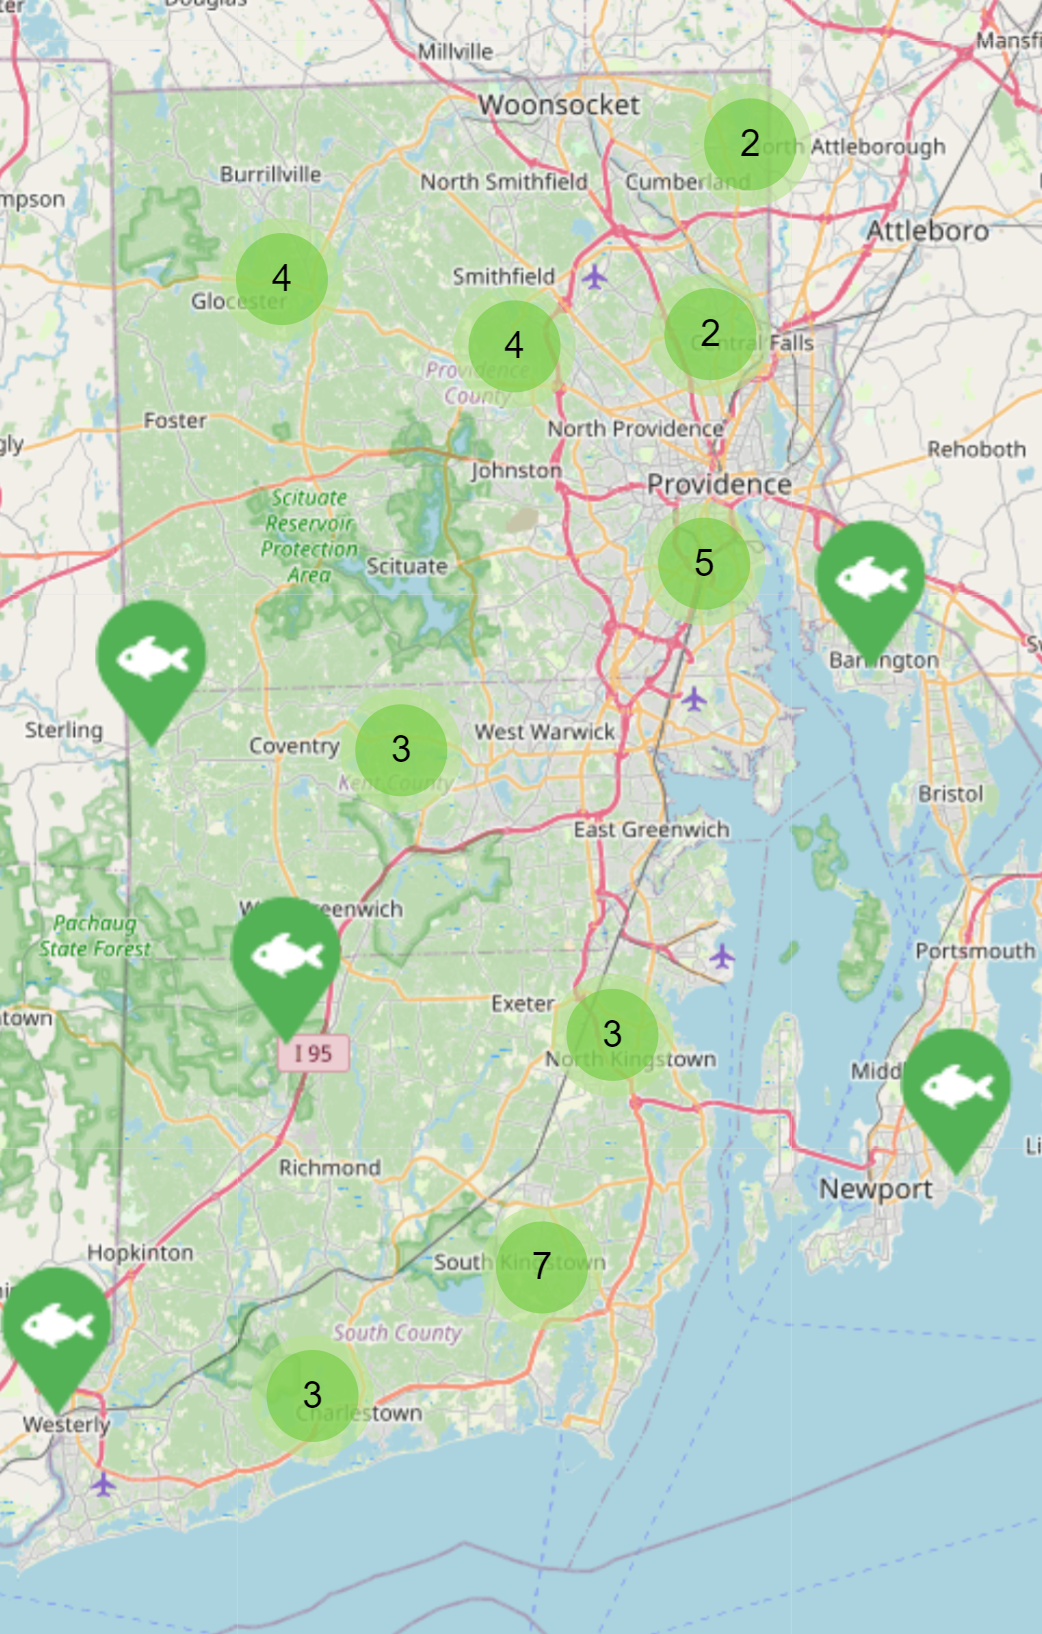 Douglas
Millville
Mansfi
Woonsocket
2
North Attleborough
Burrillville
North Smithfield
Cumberland
mpson
Attleboro
4
Smithfield
Glocester
4
2
Central Falls
Providence
County
Foster
North Providence
gly
Rehoboth
Johnston
Providence
Scituate
Reservoir
Protection
Area
Scituate
5
Barrington
Sterling
Coventry
3
West Warwick
Kent County
Bristol
East Greenwich
West Greenwich
Pachaug
State Forest
Portsmouth
Exeter
ntown
3
North Kingstown
I 95
Midd
Li
Richmond
Newport
Hopkinton
South Kingstown
7
South County
3
Charlestown
Westerly